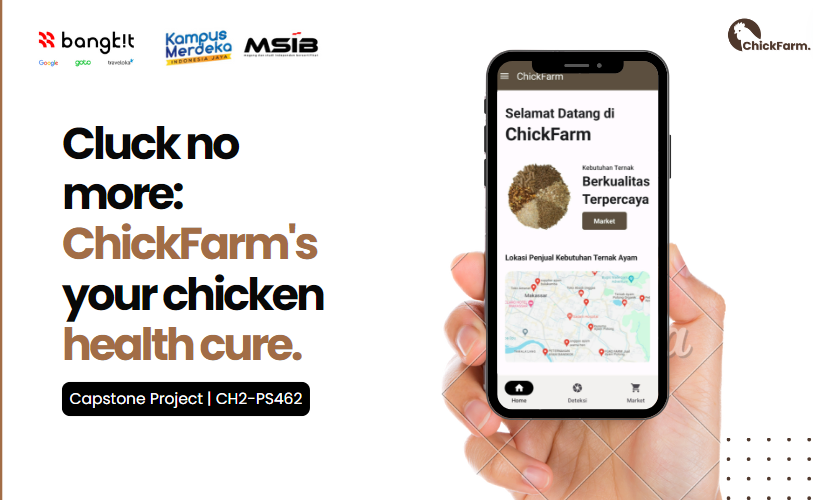 bangk!t
Google
goto
traveloka
Kampus
Merdeka
INDONESIA JAYA
MSIB
ChickFarm.
Cluck no
more:
ChickFarm's
your chicken
health cure.
Capstone Project | CH2-PS462
ChickFarm
Selamat Datang di
ChickFarm
Kebutuhan Ternak
Berkualitas
Terpercaya
Market
Lokasi Penjual Kebutuhan Ternak Ayam
Makassar
Home
Deteksi
Market